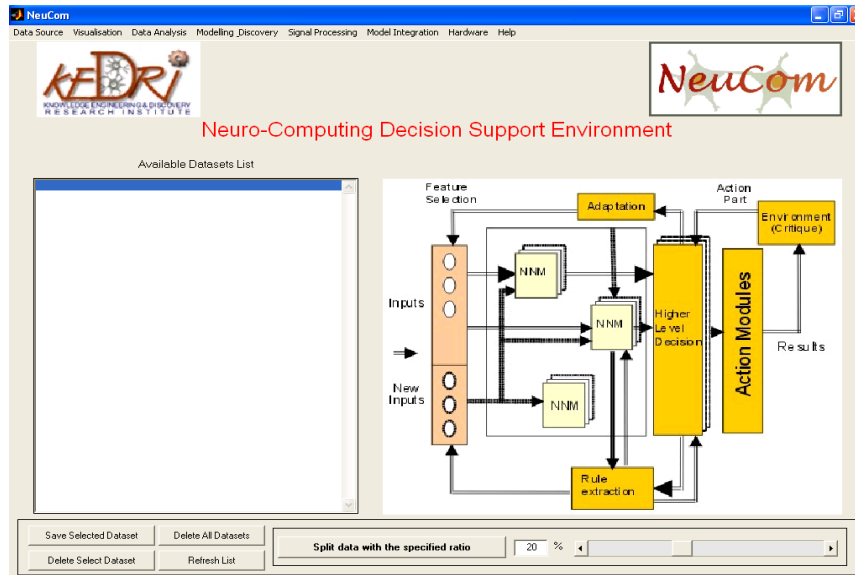 NeuCom
Data Source Visualisation Data Analysis Modelling_Discovery Signal Processing Model Integration Hardware Help
KEDRI
KNOWLEDGE ENGINEERING & DISCOVERY
RESEARCH INSTITUTE
NeuCom
Neuro-Computing Decision Support Environment
Available Datasets List
Feature
Selection
Adaptation
Action
Part
Environment
(Critique)
NNM
Inputs
NNM
Higher
Level
Decision
Action Modules
Results
New
Inputs
NNM
Rule
extraction
Save Selected Dataset
Delete All Datasets
Split data with the specified ratio
20 %
Delete Select Dataset
Refresh List